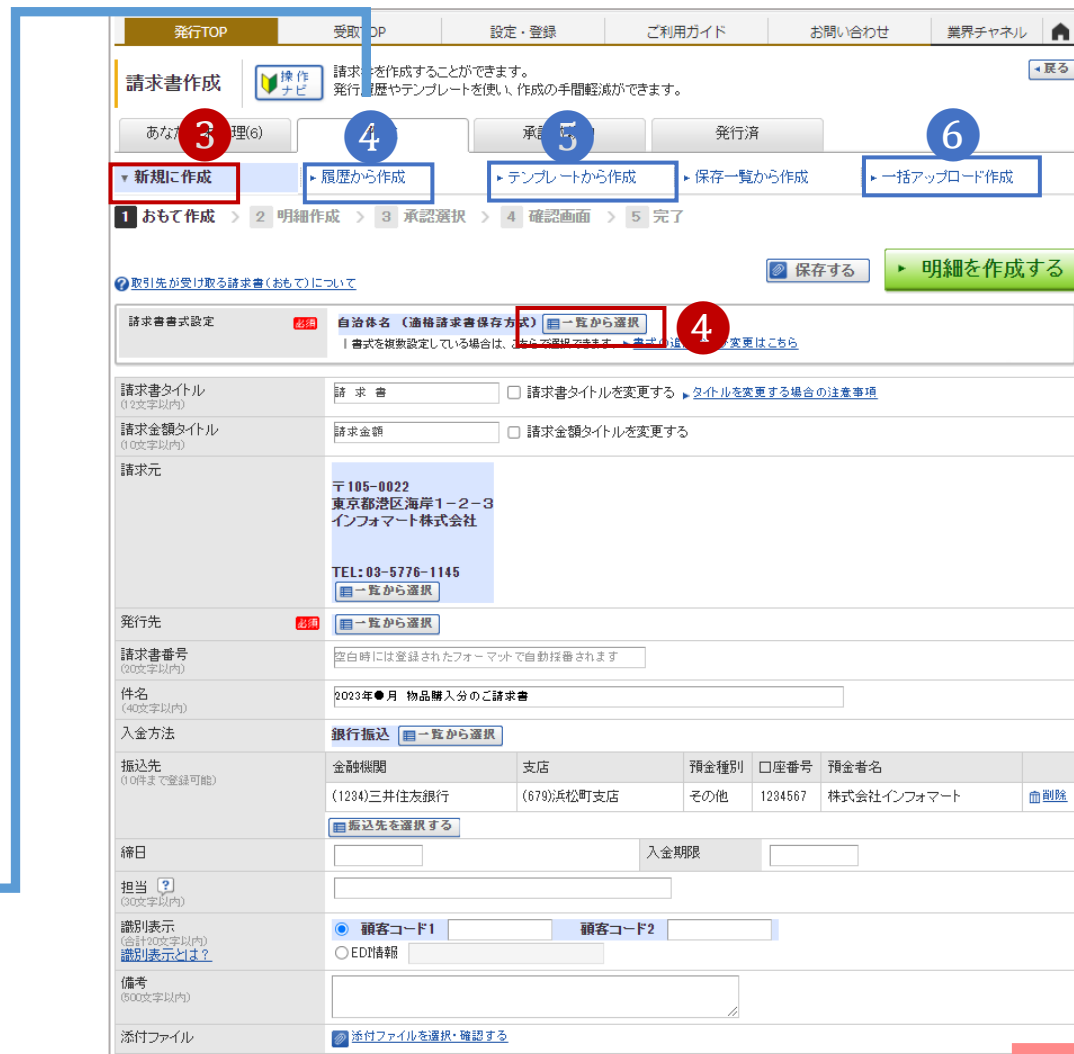 発行TOP 受取TOP 設定・登録 ご利用ガイド お問い合わせ 業界チャネル
請求書作成 操作ナビ 請求書を作成することができます。 戻る
発行履歴やテンプレートを使い、作成の手間軽減ができます。
3 理(6) 4 5 発行済 6
新規に作成 履歴から作成 テンプレートから作成 保存一覧から作成 一括アップロード作成
1 おもて作成 > 2 明細作成 > 3 承認選択 > 4 確認画面 > 5 完了
取引先が受け取る請求書(おもて)について 保存する 明細を作成する
請求書書式設定 必須 自治体名 (適格請求書保存方式) 一覧から選択 4
|書式を複数設定している場合は、こちらで選択できます。 書式の追 変更はこちら
請求書タイトル 請 求 書 請求書タイトルを変更する タイトルを変更する場合の注意事項
(12文字以内)
請求金額タイトル 請求金額 請求金額タイトルを変更する
(10文字以内)
請求元
〒105-0022
東京都港区海岸1-2-3
インフォマート株式会社
TEL:03-5776-1145
一覧から選択
発行先 必須 一覧から選択
請求書番号 空白時には登録されたフォーマットで自動採番されます
(20文字以内)
件名 2023年●月 物品購入分のご請求書
(40文字以内)
入金方法 銀行振込 一覧から選択
振込先 金融機関 支店 預金種別 口座番号 預金者名
(10件まで登録可能)
(1234)三井住友銀行 (679)浜松町支店 その他 1234567 株式会社インフォマート 削除
振込先を選択する
締日 入金期限
担当 ?
(30文字以内)
識別表示 顧客コード1 顧客コード2
(合計20文字以内)
識別表示とは? EDI情報
備考
(500文字以内)
添付ファイル 添付ファイルを選択・確認する